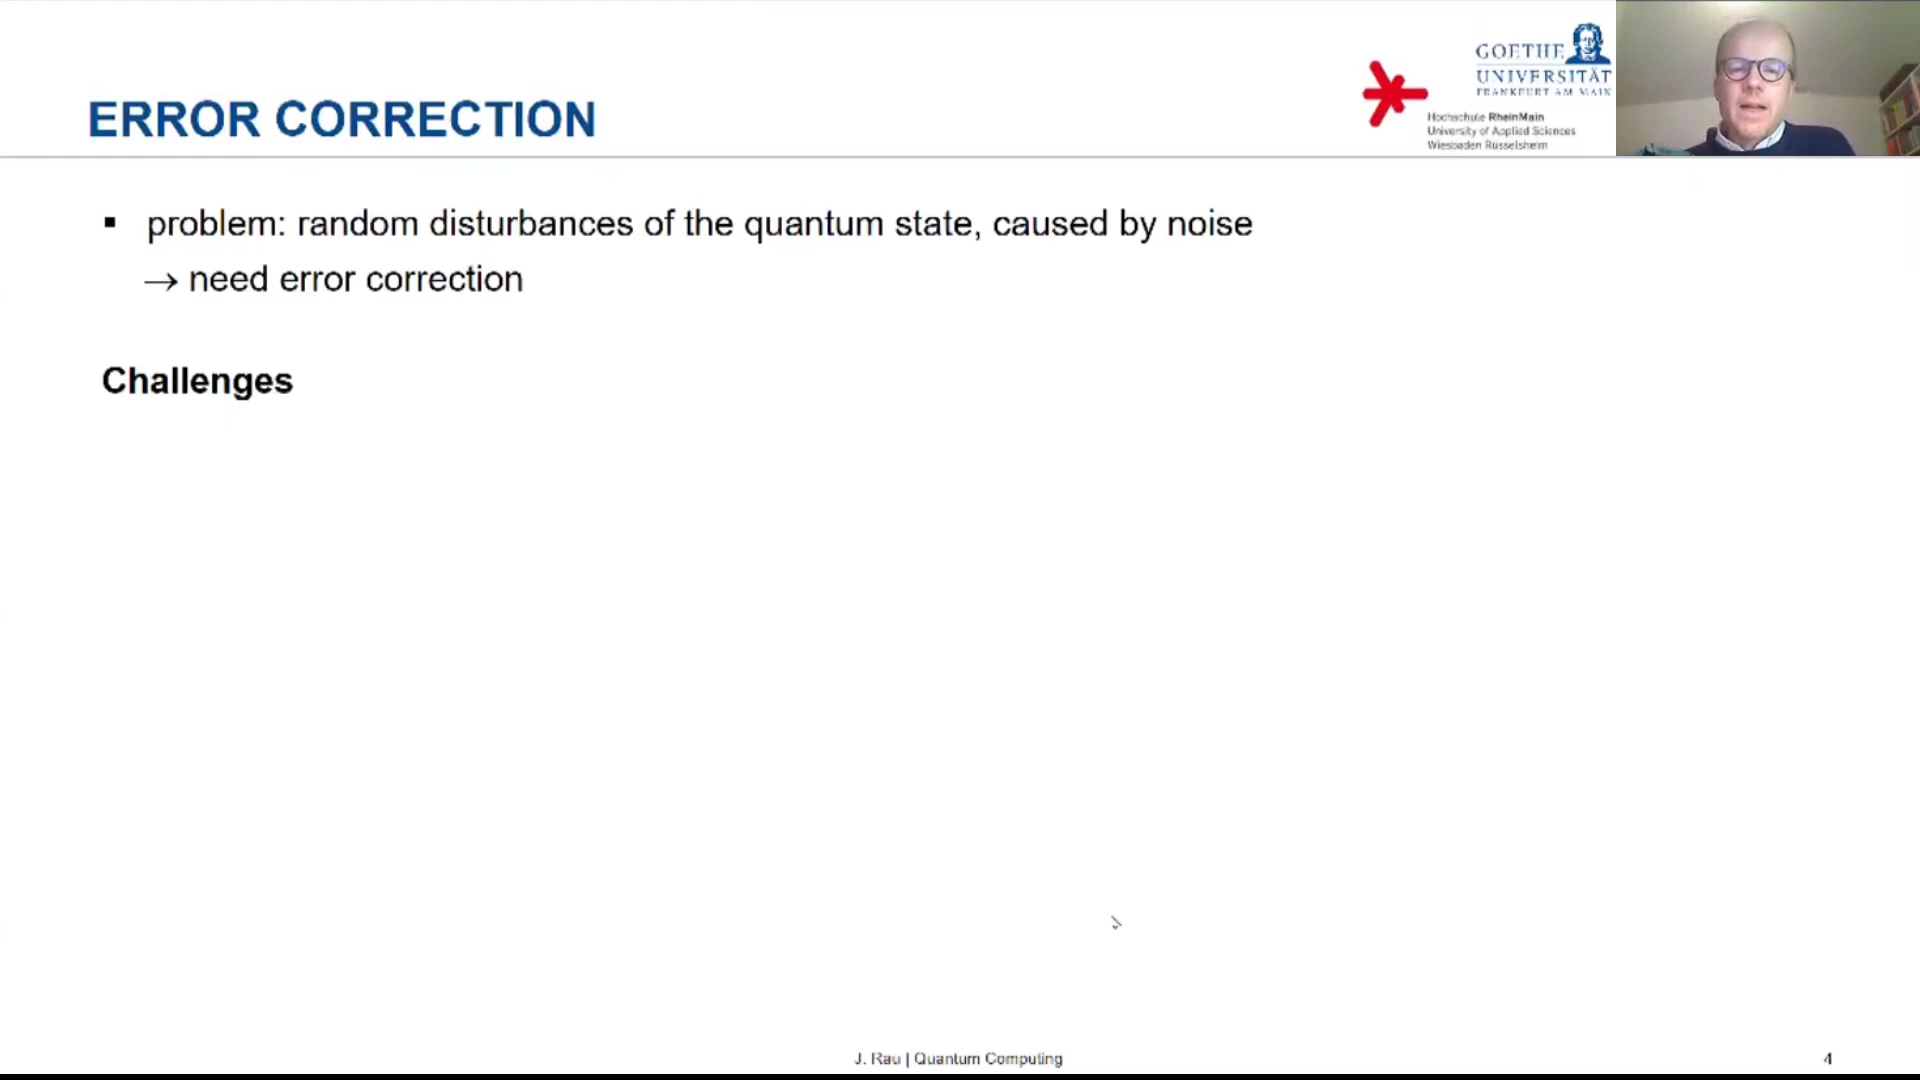 GOETHE
UNIVERSITÄT
FRANKFURT AM MAIN
Hochschule RheinMain
University of Applied Sciences
Wiesbaden Rüsselsheim
ERROR CORRECTION
▪ problem: random disturbances of the quantum state, caused by noise
→ need error correction
Challenges
J. Rau | Quantum Computing
4